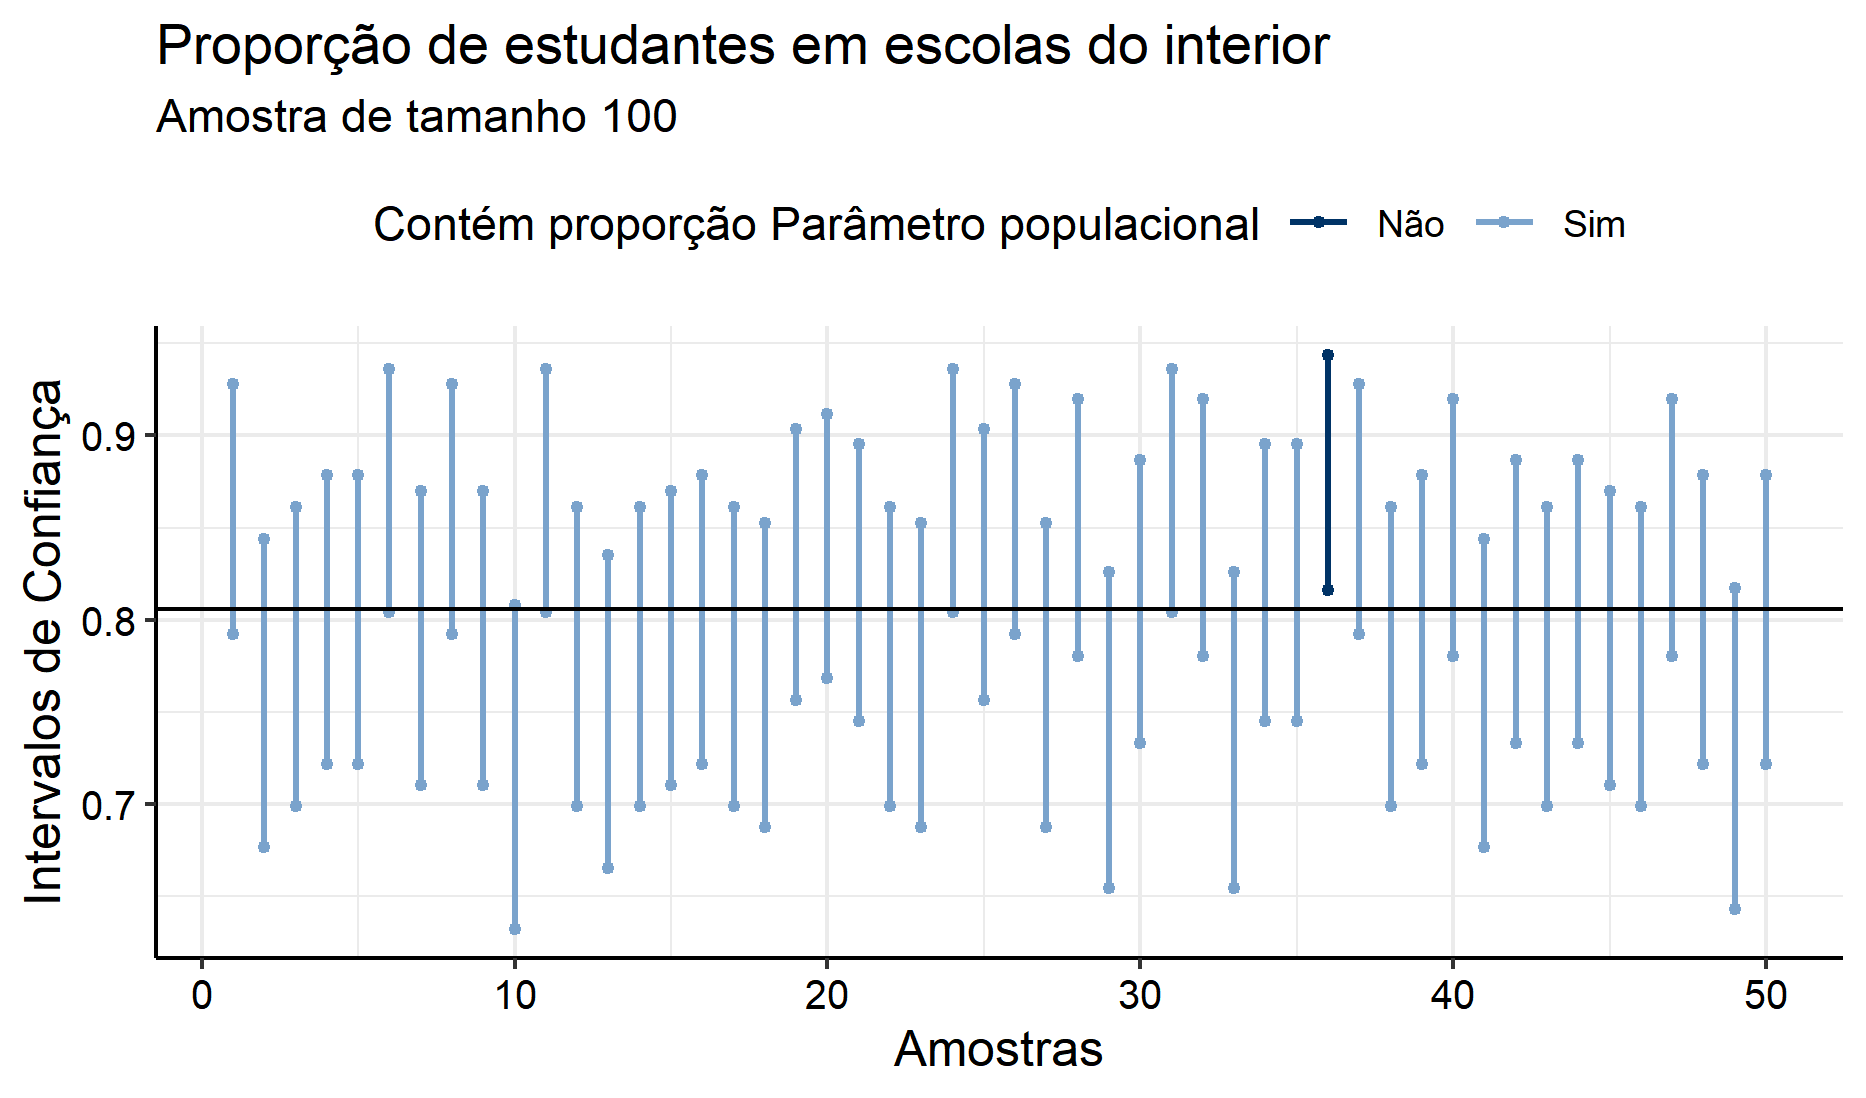 Proporção de estudantes em escolas do interior
Amostra de tamanho 100
Contém proporção Parâmetro populacional Não Sim
Intervalos de Confiança
0.9
0.8
0.7
0 10 20 30 40 50
Amostras